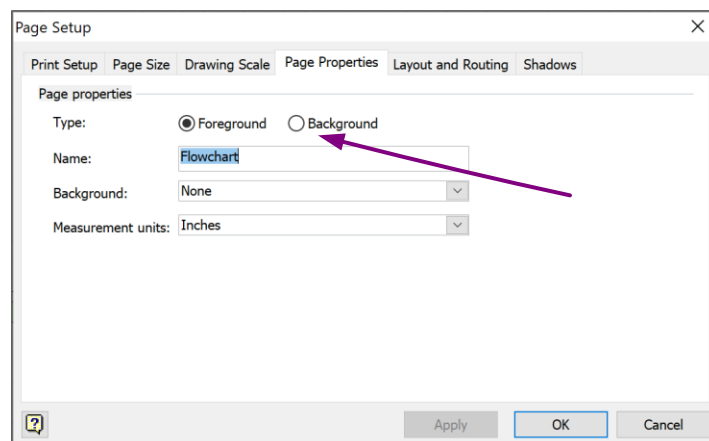 Page Setup
Print Setup Page Size Drawing Scale Page Properties Layout and Routing Shadows
Page properties
Type: Foreground Background
Name: Flowchart
Background: None
Measurement units: Inches
? Apply OK Cancel